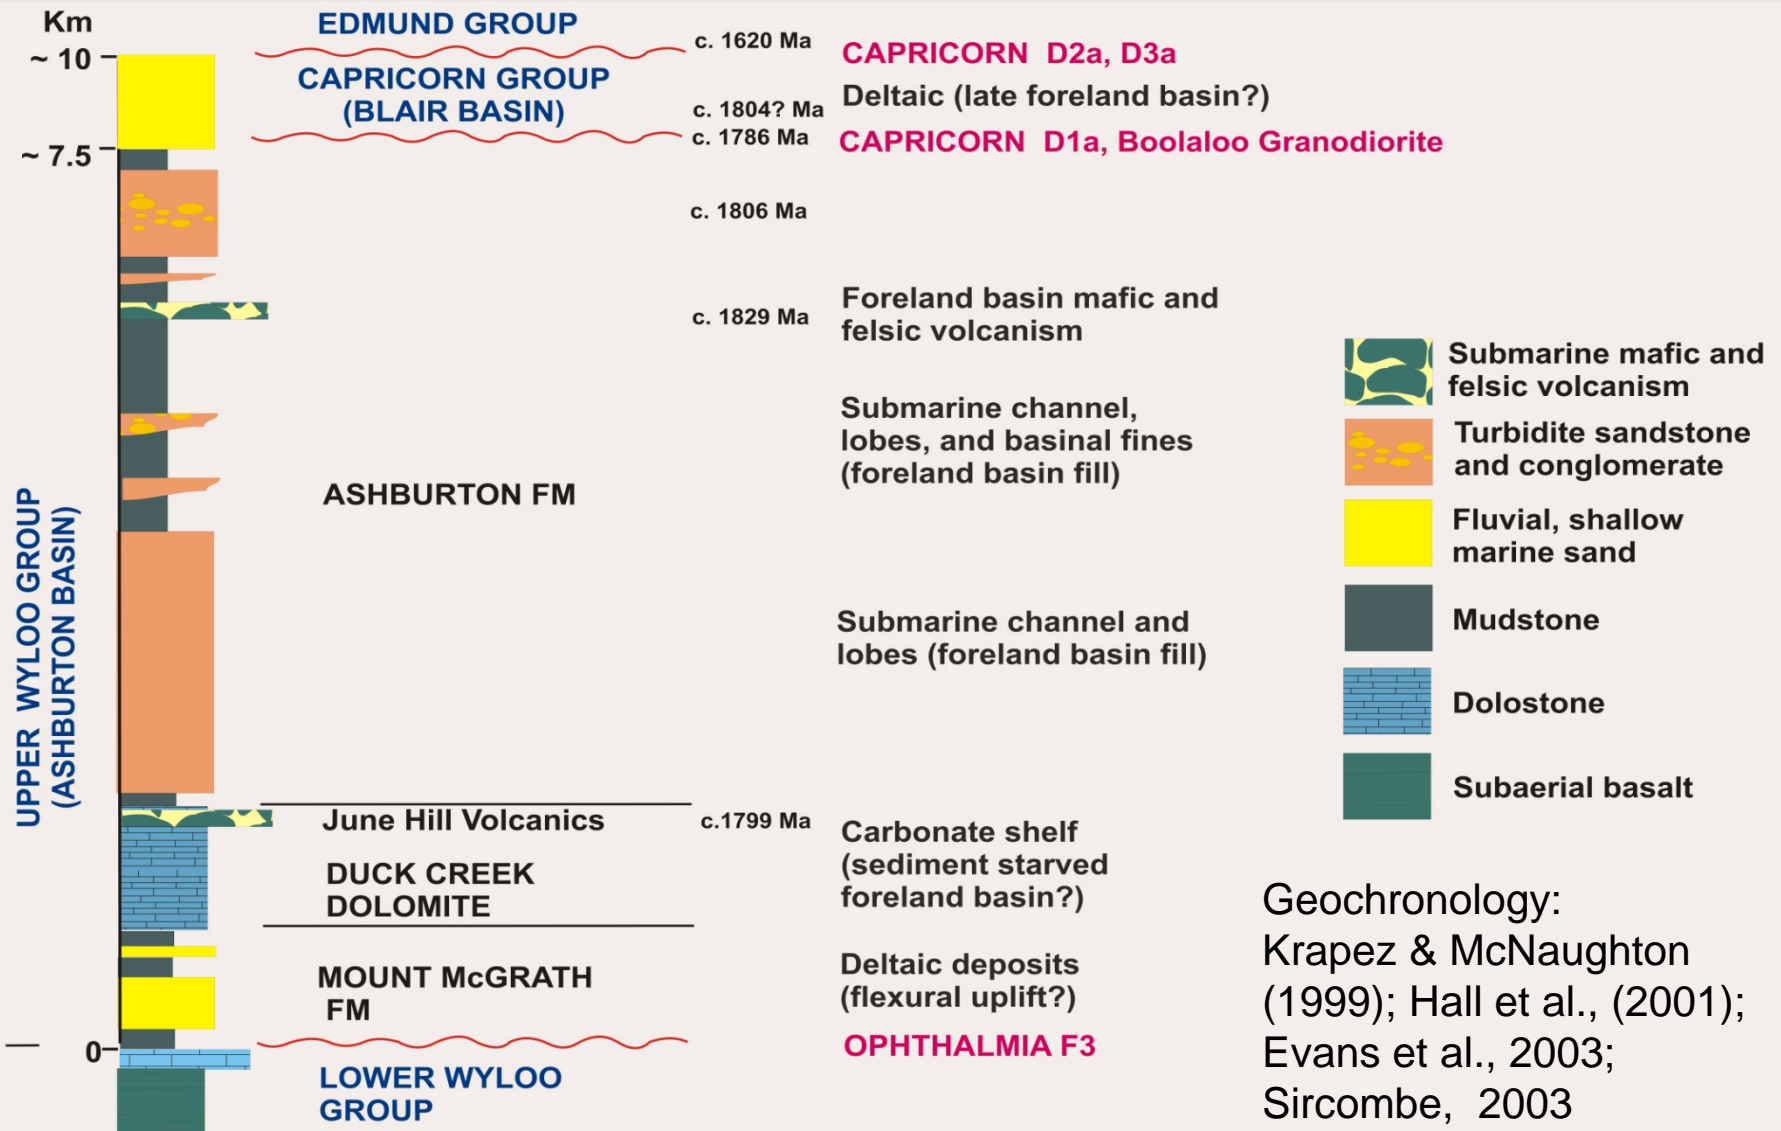 Km
~ 10
~ 7.5
0
UPPER WYLOO GROUP
(ASHBURTON BASIN)
EDMUND GROUP
c. 1620 Ma
CAPRICORN D2a, D3a
CAPRICORN GROUP
(BLAIR BASIN)
c. 1804? Ma
Deltaic (late foreland basin?)
c. 1786 Ma
CAPRICORN D1a, Boolaloo Granodiorite
c. 1806 Ma
c. 1829 Ma
Foreland basin mafic and
felsic volcanism
ASHBURTON FM
Submarine channel,
lobes, and basinal fines
(foreland basin fill)
Submarine channel and
lobes (foreland basin fill)
June Hill Volcanics
c.1799 Ma
DUCK CREEK
DOLOMITE
Carbonate shelf
(sediment starved
foreland basin?)
MOUNT McGRATH
FM
Deltaic deposits
(flexural uplift?)
OPHTHALMIA F3
LOWER WYLOO
GROUP
Submarine mafic and
felsic volcanism
Turbidite sandstone
and conglomerate
Fluvial, shallow
marine sand
Mudstone
Dolostone
Subaerial basalt
Geochronology:
Krapez & McNaughton
(1999); Hall et al., (2001);
Evans et al., 2003;
Sircombe, 2003